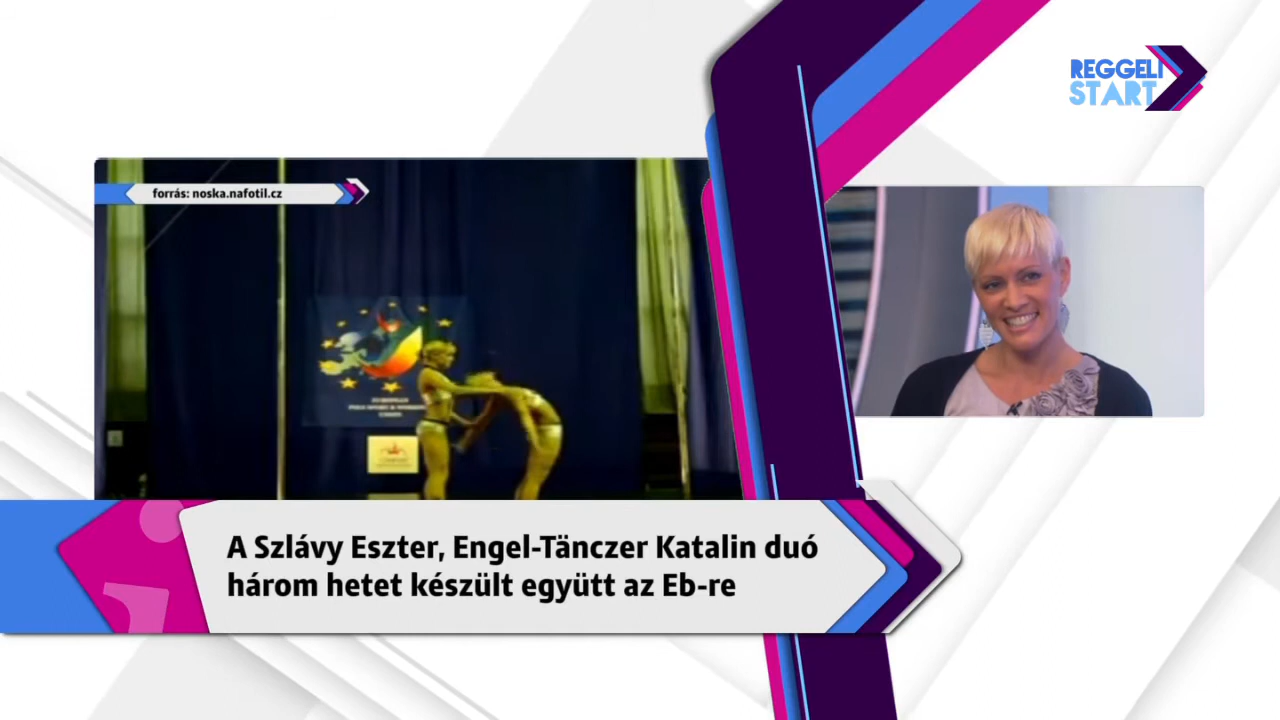 REGGELI
START
forrás: noska.nafotil.cz
A Szlávy Eszter, Engel-Tänczer Katalin duó
három hetet készült együtt az Eb-re